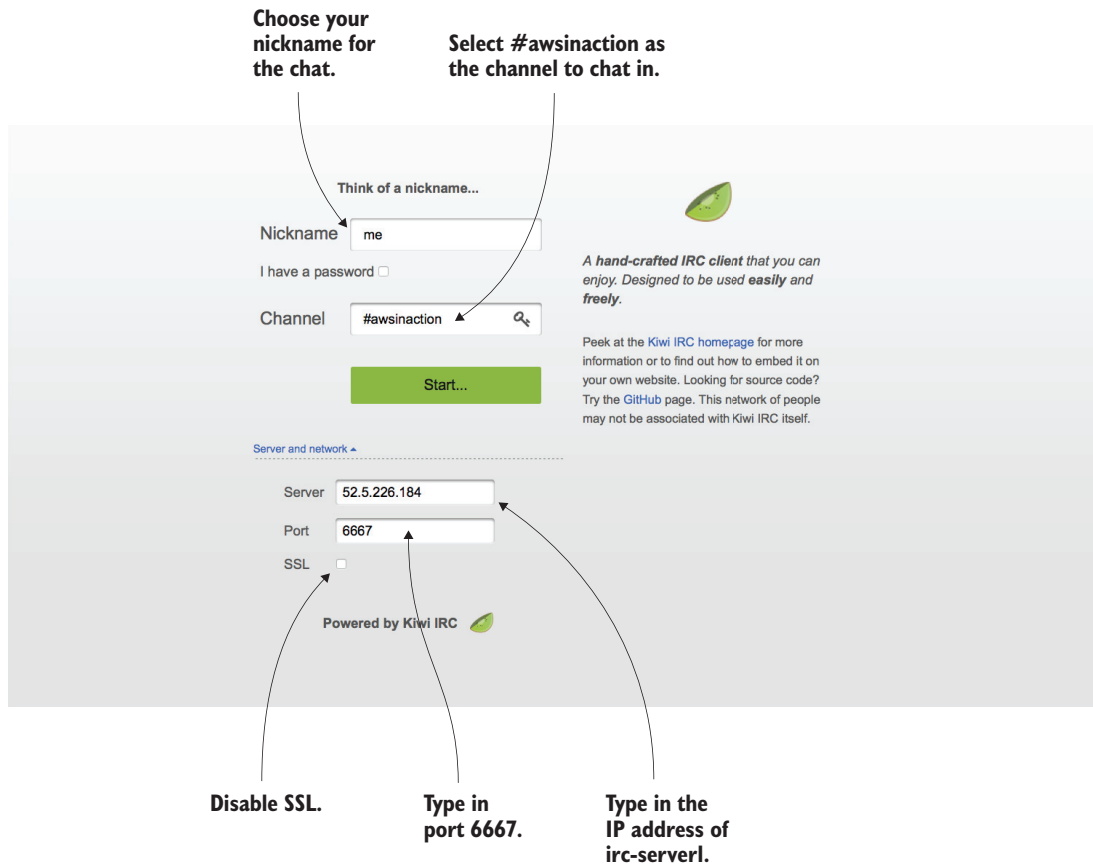 Choose your
nickname for
the chat.
Select #awsinaction as
the channel to chat in.
Think of a nickname...
Nickname
me
I have a password
Channel
#awsinaction
Start...
A hand-crafted IRC client that you can
enjoy. Designed to be used easily and
freely.
Peek at the Kiwi IRC homepage for more
information or to find out how to embed it on
your own website. Looking for source code?
Try the GitHub page. This network of people
may not be associated with Kiwi IRC itself.
Server and network
Server
52.5.226.184
Port
6667
SSL
Powered by Kiwi IRC
Disable SSL.
Type in
port 6667.
Type in the
IP address of
irc-server1.